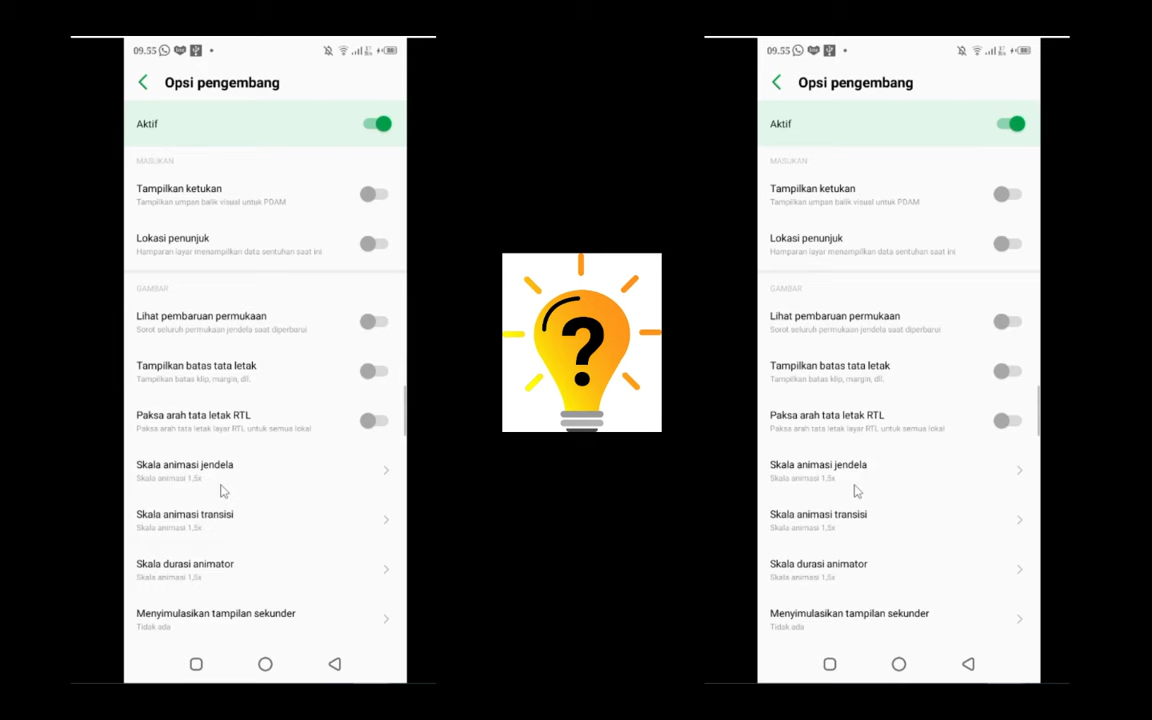 09.55
Opsi pengembang
Aktif
MASUKAN
Tampilkan ketukan
Tampilkan umpan balik visual untuk PDAM
Lokasi penunjuk
Hamparan layar menampilkan data sentuhan saat ini
GAMBAR
Lihat pembaruan permukaan
Sorot seluruh permukaan jendela saat diperbarui
Tampilkan batas tata letak
Tampilkan batas klip, margin, dll.
Paksa arah tata letak RTL
Paksa arah tata letak layar RTL untuk semua lokal
Skala animasi jendela
Skala animasi 1,5x
Skala animasi transisi
Skala animasi 1,5x
Skala durasi animator
Skala animasi 1,5x
Menyimulasikan tampilan sekunder
Tidak ada
?
09.55
Opsi pengembang
Aktif
MASUKAN
Tampilkan ketukan
Tampilkan umpan balik visual untuk PDAM
Lokasi penunjuk
Hamparan layar menampilkan data sentuhan saat ini
GAMBAR
Lihat pembaruan permukaan
Sorot seluruh permukaan jendela saat diperbarui
Tampilkan batas tata letak
Tampilkan batas klip, margin, dll.
Paksa arah tata letak RTL
Paksa arah tata letak layar RTL untuk semua lokal
Skala animasi jendela
Skala animasi 1,5x
Skala animasi transisi
Skala animasi 1,5x
Skala durasi animator
Skala animasi 1,5x
Menyimulasikan tampilan sekunder
Tidak ada